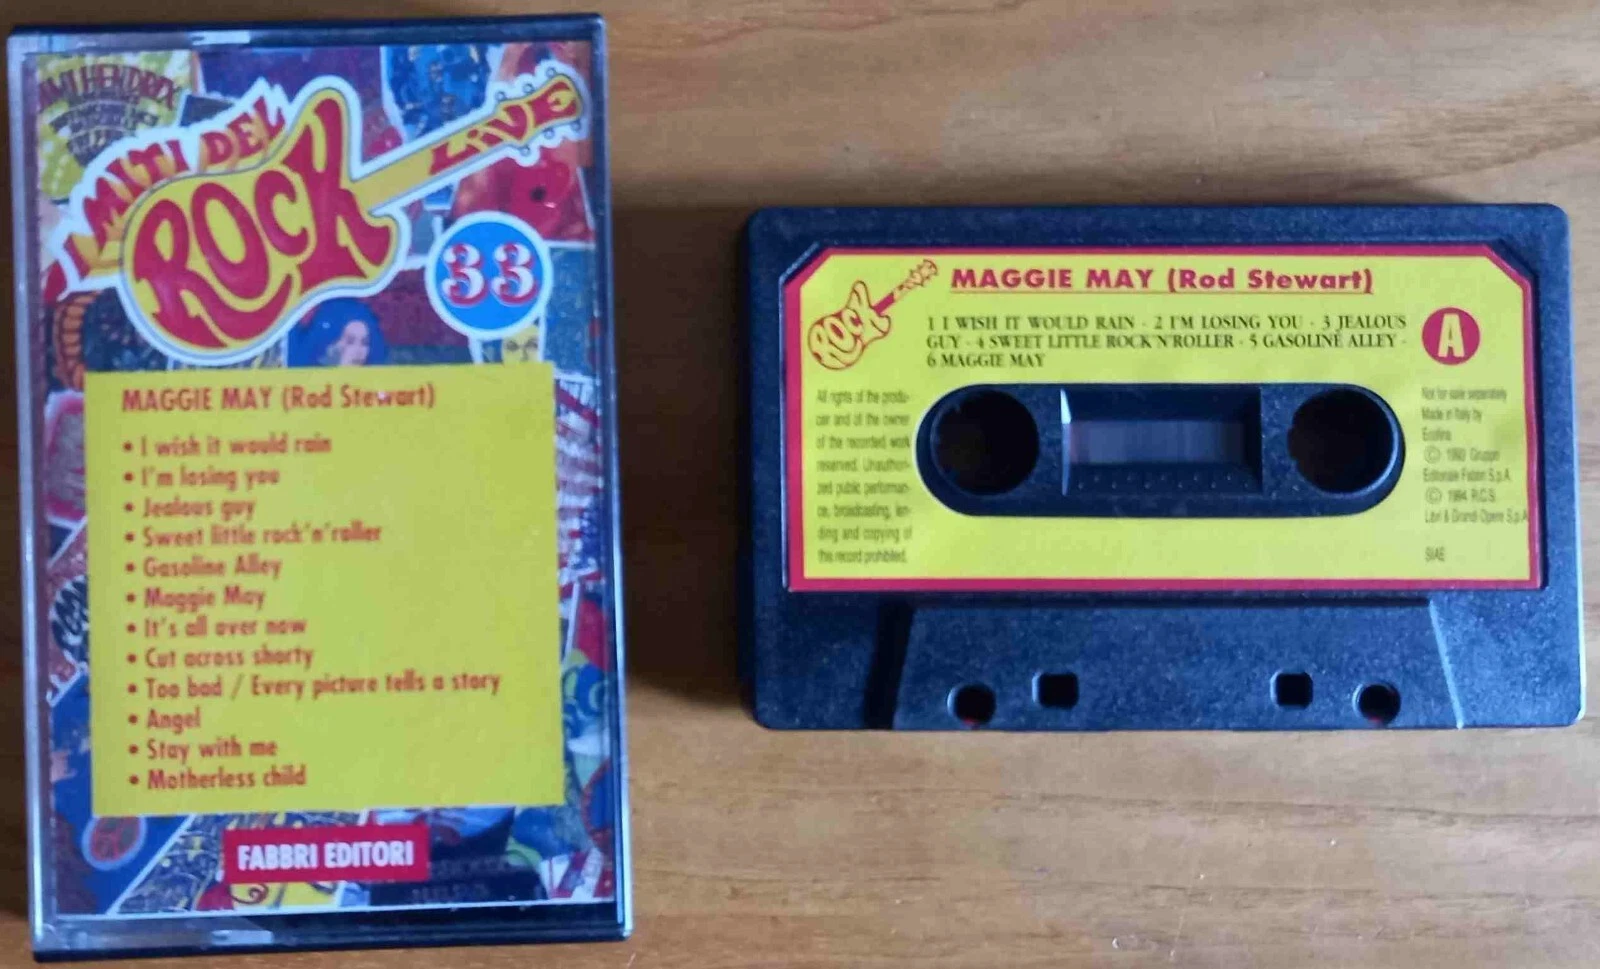 JIMI HENDRIX
I MITI DEL
ROCK
LIVE
33
MAGGIE MAY (Rod Stewart)
• I wish it would rain
• I'm losing you
• Jealous guy
• Sweet little rock'n'roller
• Gasoline Alley
• Maggie May
• It's all over now
• Cut across shorty
• Too bad / Every picture tells a story
• Angel
• Stay with me
• Motherless child
FABBRI EDITORI
ROCK
MAGGIE MAY (Rod Stewart)
1 I WISH IT WOULD RAIN - 2 I'M LOSING YOU - 3 JEALOUS
GUY - 4 SWEET LITTLE ROCK'N'ROLLER - 5 GASOLINE ALLEY -
6 MAGGIE MAY
A
All rights of the produ-
cer and of the owner
of the recorded work
reserved. Unauthori-
zed public performan-
ce, broadcasting, len-
ding and copying of
this record prohibited.
Not for sale separately
Made in Italy by
Ecofina
© Gruppo
Editoriale Fabbri S.p.A.
© 1994 R.C.S.
Libri & Grandi Opere S.p.A
SIAE